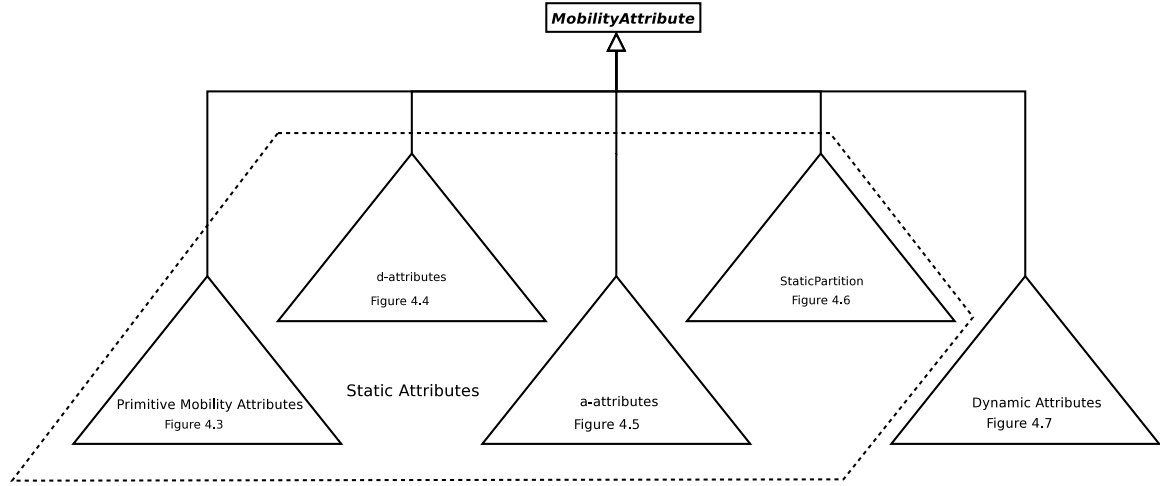 MobilityAttribute
d-attributes
Figure 4.4
StaticPartition
Figure 4.6
Static Attributes
Primitive Mobility Attributes
Figure 4.3
a-attributes
Figure 4.5
Dynamic Attributes
Figure 4.7